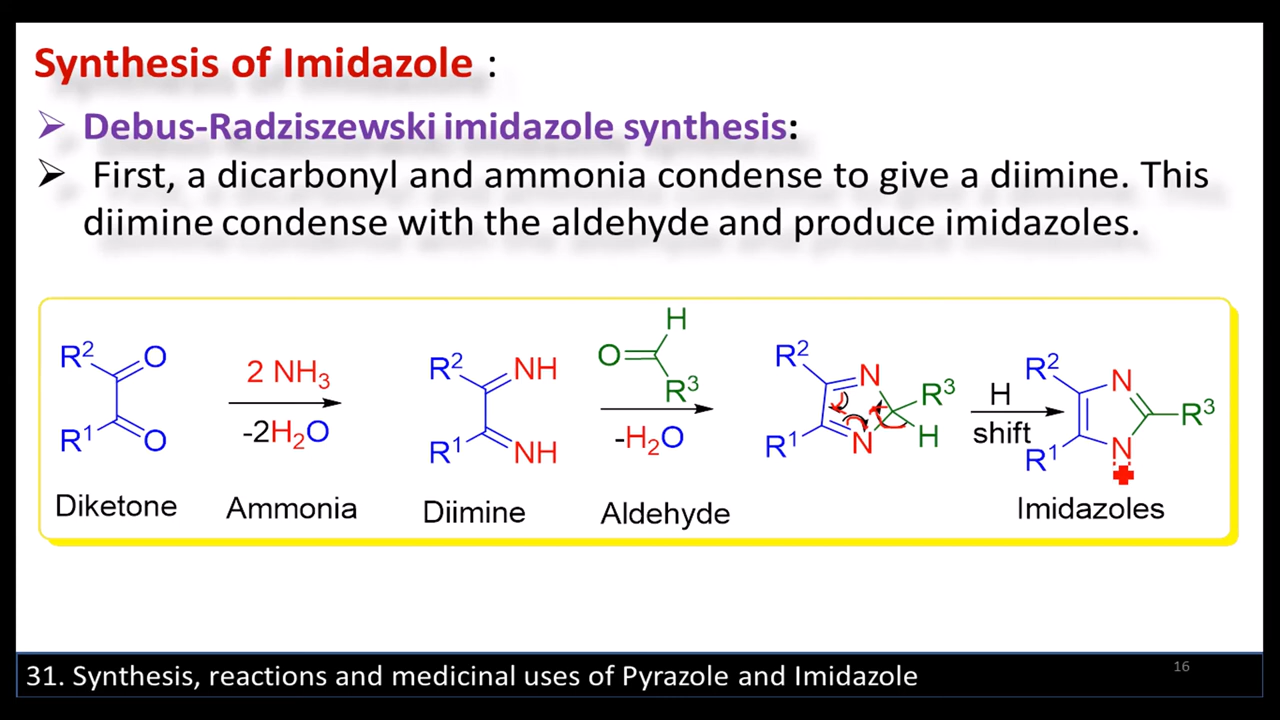 Synthesis of Imidazole :
➢ Debus-Radziszewski imidazole synthesis:
➢ First, a dicarbonyl and ammonia condense to give a diimine. This
diimine condense with the aldehyde and produce imidazoles.
R² O
R¹ O
Diketone
2 NH₃
-2H₂O
Ammonia
R² NH
R¹ NH
Diimine
H
O
R³
-H₂O
Aldehyde
R² N
R³
R¹ N H
H
shift
R² N
R³
R¹ N
Imidazoles
31. Synthesis, reactions and medicinal uses of Pyrazole and Imidazole
16